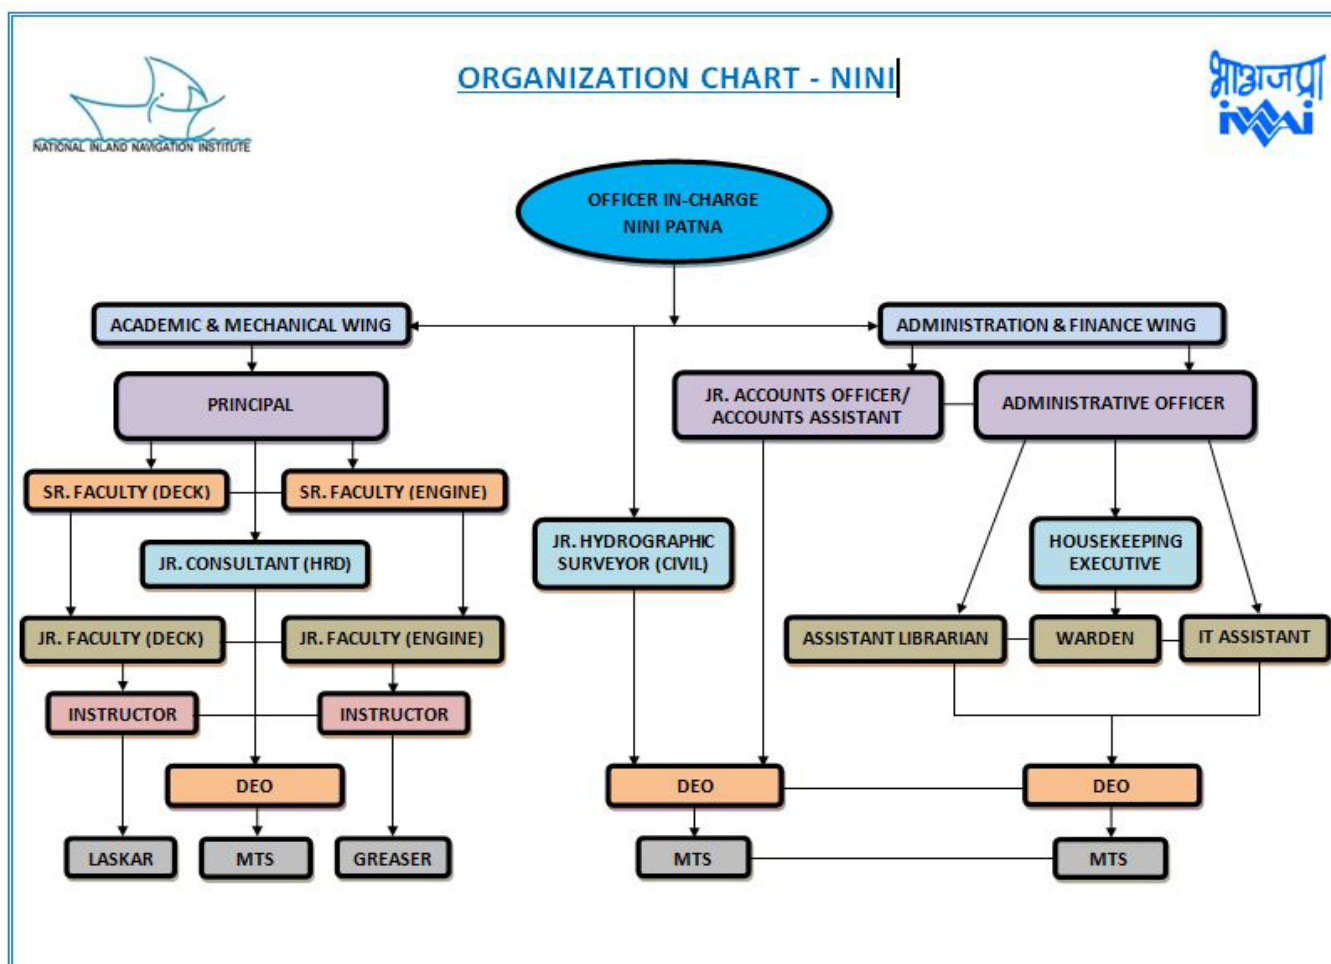 ORGANIZATION CHART - NINI
NATIONAL INLAND NAVIGATION INSTITUTE
भाअजप्रा
iWAI
OFFICER IN-CHARGE
NINI PATNA
ACADEMIC & MECHANICAL WING
ADMINISTRATION & FINANCE WING
PRINCIPAL
JR. ACCOUNTS OFFICER/
ACCOUNTS ASSISTANT
ADMINISTRATIVE OFFICER
SR. FACULTY (DECK)
SR. FACULTY (ENGINE)
JR. CONSULTANT (HRD)
JR. HYDROGRAPHIC
SURVEYOR (CIVIL)
HOUSEKEEPING
EXECUTIVE
JR. FACULTY (DECK)
JR. FACULTY (ENGINE)
ASSISTANT LIBRARIAN
WARDEN
IT ASSISTANT
INSTRUCTOR
INSTRUCTOR
DEO
DEO
DEO
LASKAR
MTS
GREASER
MTS
MTS